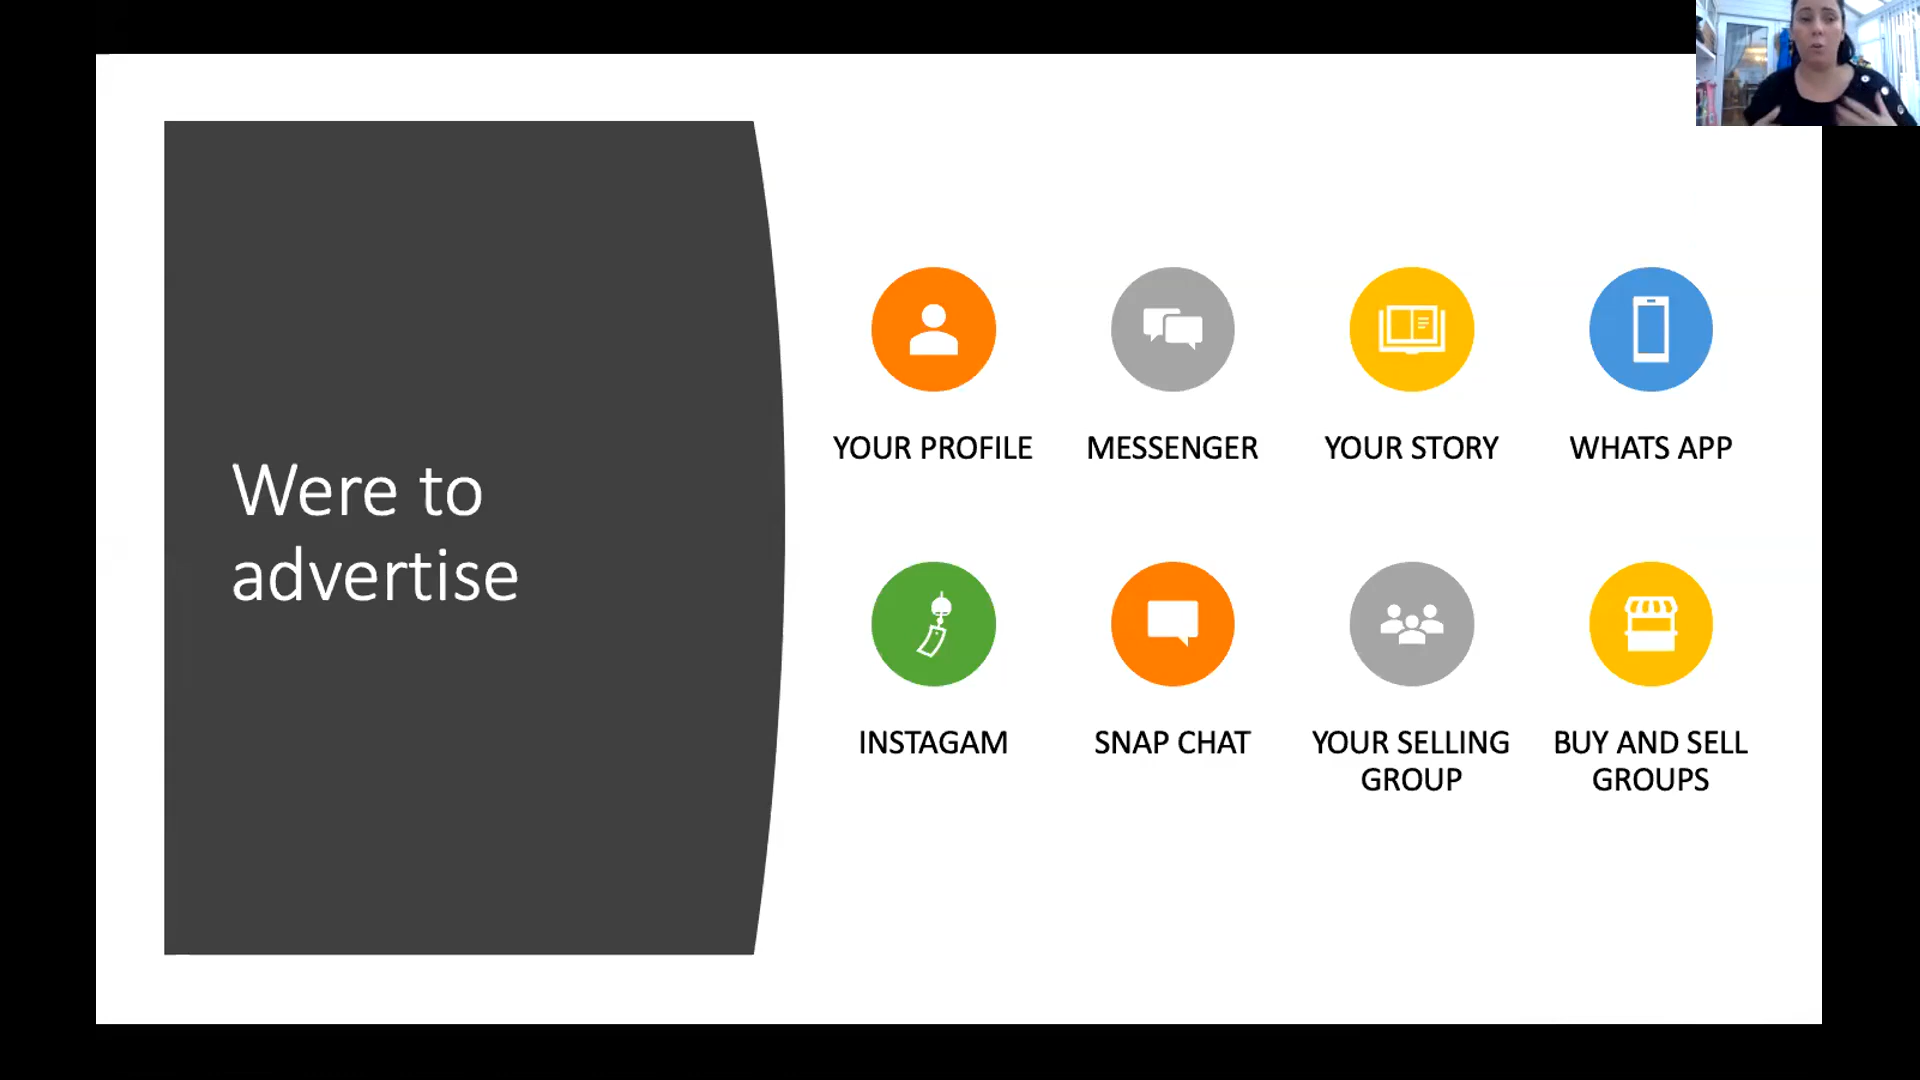 Were to
advertise
YOUR PROFILE
MESSENGER
YOUR STORY
WHATS APP
INSTAGAM
SNAP CHAT
YOUR SELLING
GROUP
BUY AND SELL
GROUPS